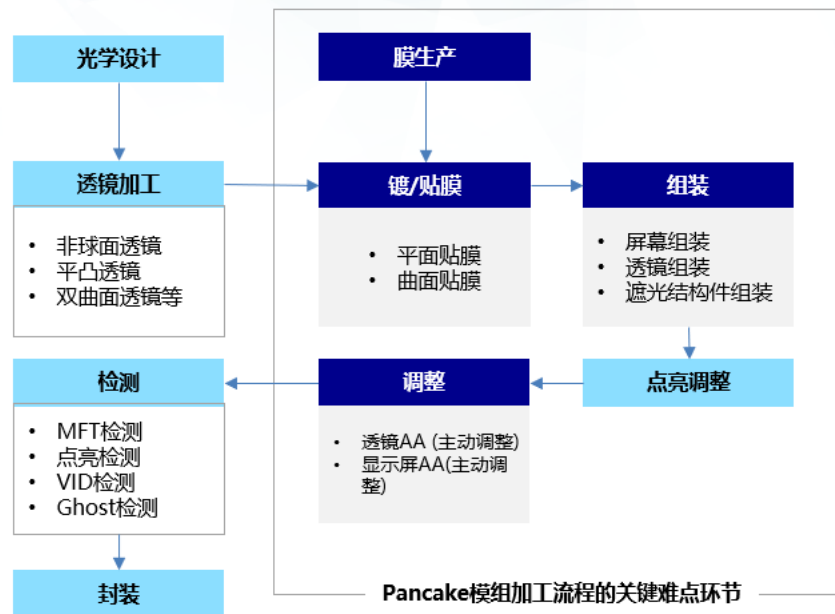 光学设计
膜生产
透镜加工
镀/贴膜
组装
• 非球面透镜
• 平凸透镜
• 双曲面透镜等
• 平面贴膜
• 曲面贴膜
• 屏幕组装
• 透镜组装
• 遮光结构件组装
检测
调整
点亮调整
• MFT检测
• 点亮检测
• VID检测
• Ghost检测
• 透镜AA (主动调整)
• 显示屏AA(主动调
整)
封装
Pancake模组加工流程的关键难点环节